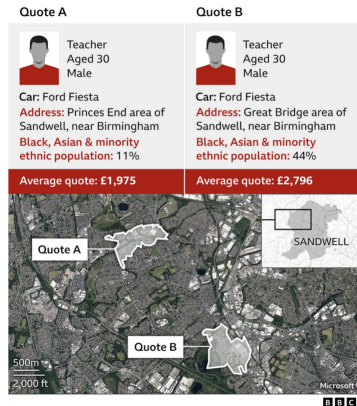 Quote A
Teacher
Aged 30
Male
Car: Ford Fiesta
Address: Princes End area of
Sandwell, near Birmingham
Black, Asian & minority
ethnic population: 11%
Average quote: £1,975
Quote B
Teacher
Aged 30
Male
Car: Ford Fiesta
Address: Great Bridge area of
Sandwell, near Birmingham
Black, Asian & minority
ethnic population: 44%
Average quote: £2,796
SANDWELL
Quote A
Quote B
500m
2,000 ft
Microsoft
BBC